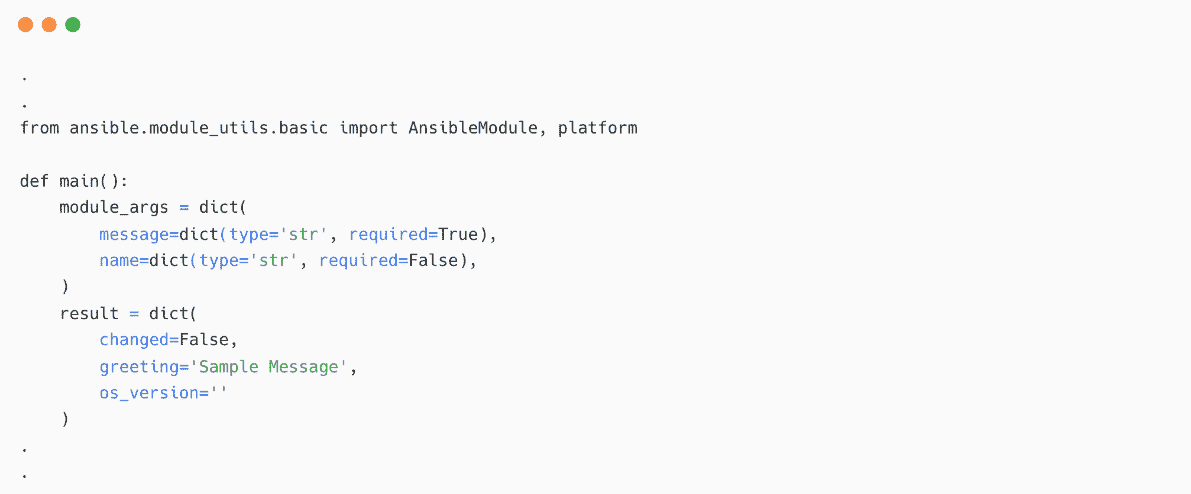 .
.
from ansible.module_utils.basic import AnsibleModule, platform
def main():
    module_args = dict(
        message=dict(type='str', required=True),
        name=dict(type='str', required=False),
    )
    result = dict(
        changed=False,
        greeting='Sample Message',
        os_version=''
    )
.
.